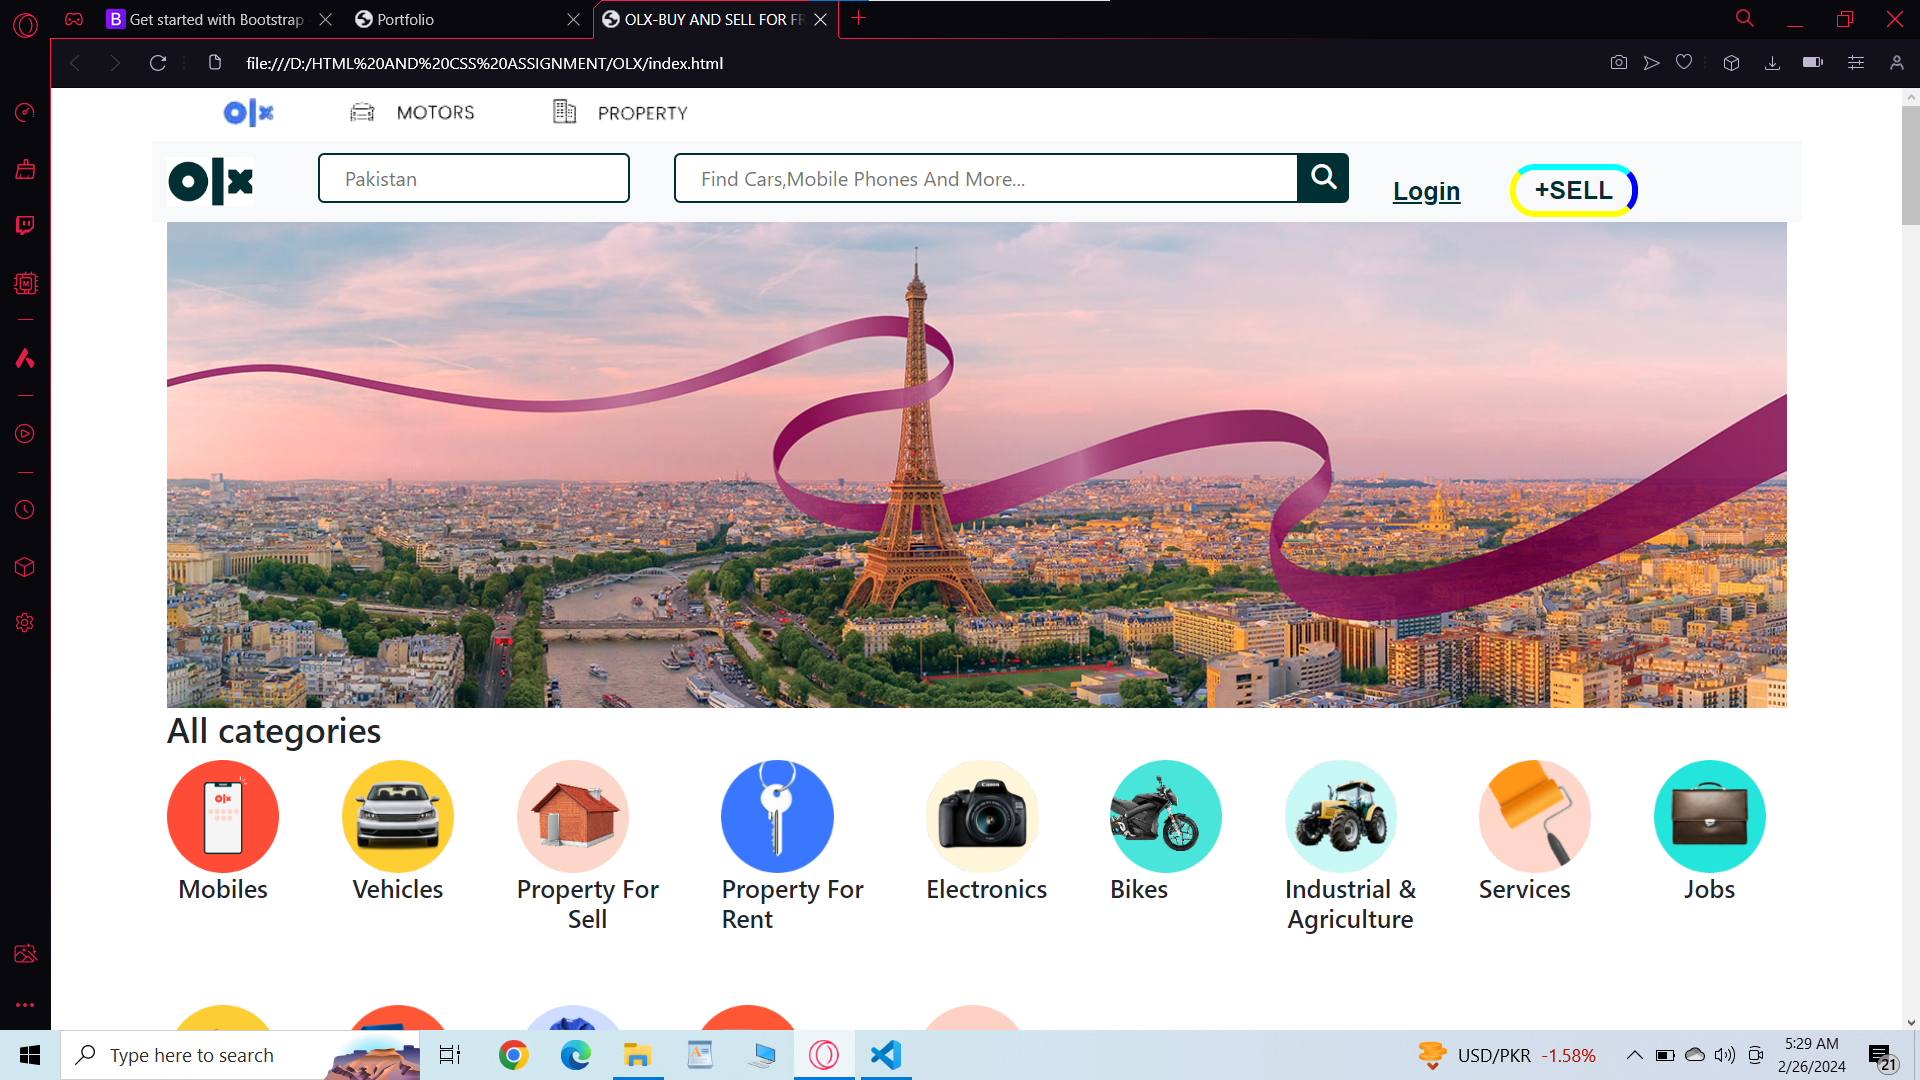 Get started with Bootstrap
Portfolio
OLX-BUY AND SELL FOR FR
file:///D:/HTML%20AND%20CSS%20ASSIGNMENT/OLX/index.html
olx
MOTORS
PROPERTY
olx
Pakistan
Find Cars,Mobile Phones And More...
Login
+SELL
All categories
Mobiles
Vehicles
Property For
Sell
Property For
Rent
Electronics
Bikes
Industrial &
Agriculture
Services
Jobs
Type here to search
USD/PKR -1.58%
5:29 AM
2/26/2024
21